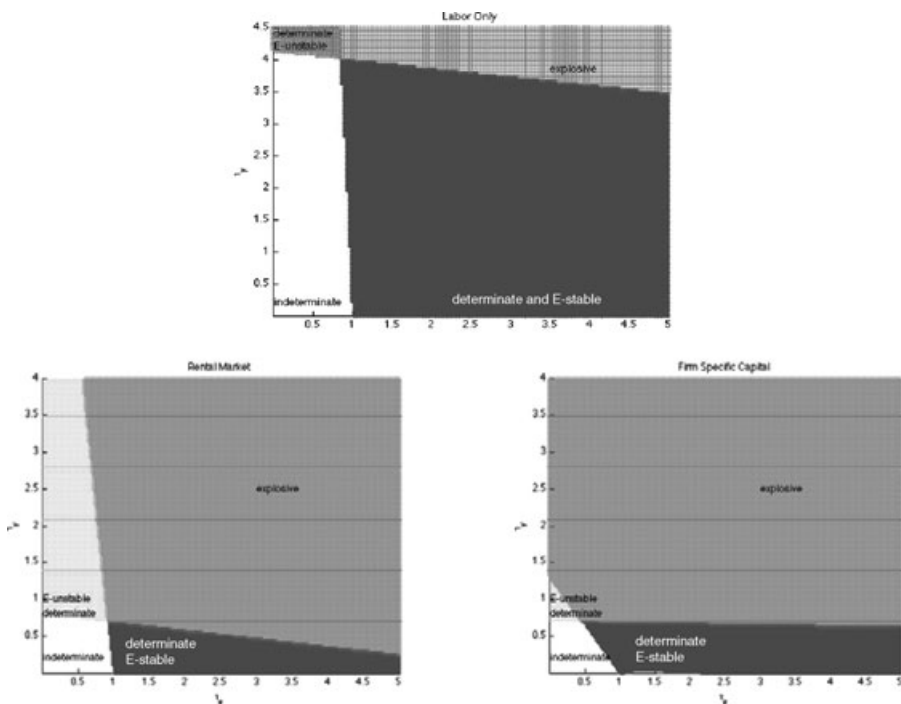 Labor Only
4.5
determinate
E-unstable
4
explosive
3.5
3
2.5
2
1.5
1
0.5
indeterminate
determinate and E-stable
0.5 1 1.5 2 2.5 3 3.5 4 4.5 5
Rental Market
4
3.5
3
2.5
explosive
2
1.5
1
E-unstable
determinate
0.5
determinate
E-stable
indeterminate
0.5 1 1.5 2 2.5 3 3.5 4 4.5 5
Firm Specific Capital
4
3.5
3
2.5
explosive
2
1.5
1
E-unstable
determinate
0.5
determinate
E-stable
indeterminate
0.5 1 1.5 2 2.5 3 3.5 4 4.5 5